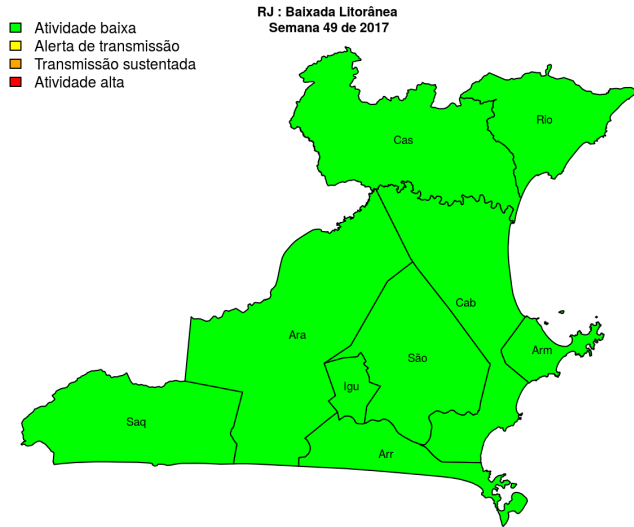 RJ : Baixada Litorânea
Semana 49 de 2017
Atividade baixa
Alerta de transmissão
Transmissão sustentada
Atividade alta
Rio
Cas
Cab
Ara
Arm
São
Igu
Saq
Arr